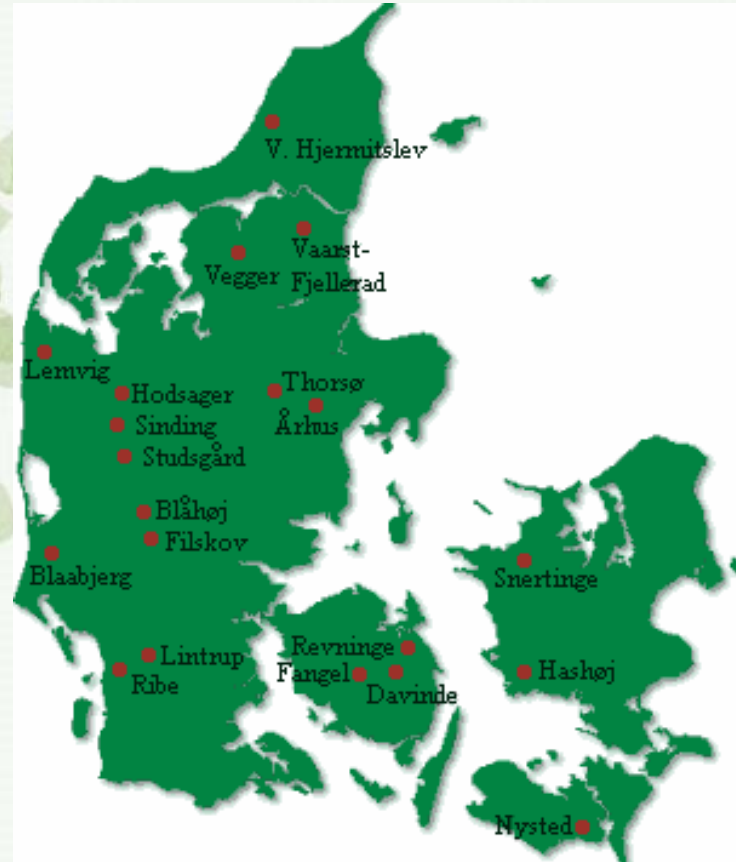 V. Hjermitslev
Vaarst-
Fjellerad
Vegger
Lemvig
Hodsager
Thorsø
Sinding
Århus
Studsgård
Blåhøj
Filskov
Blaabjerg
Snertinge
Lintrup
Ribe
Revninge
Fangel
Davinde
Hashøj
Nysted